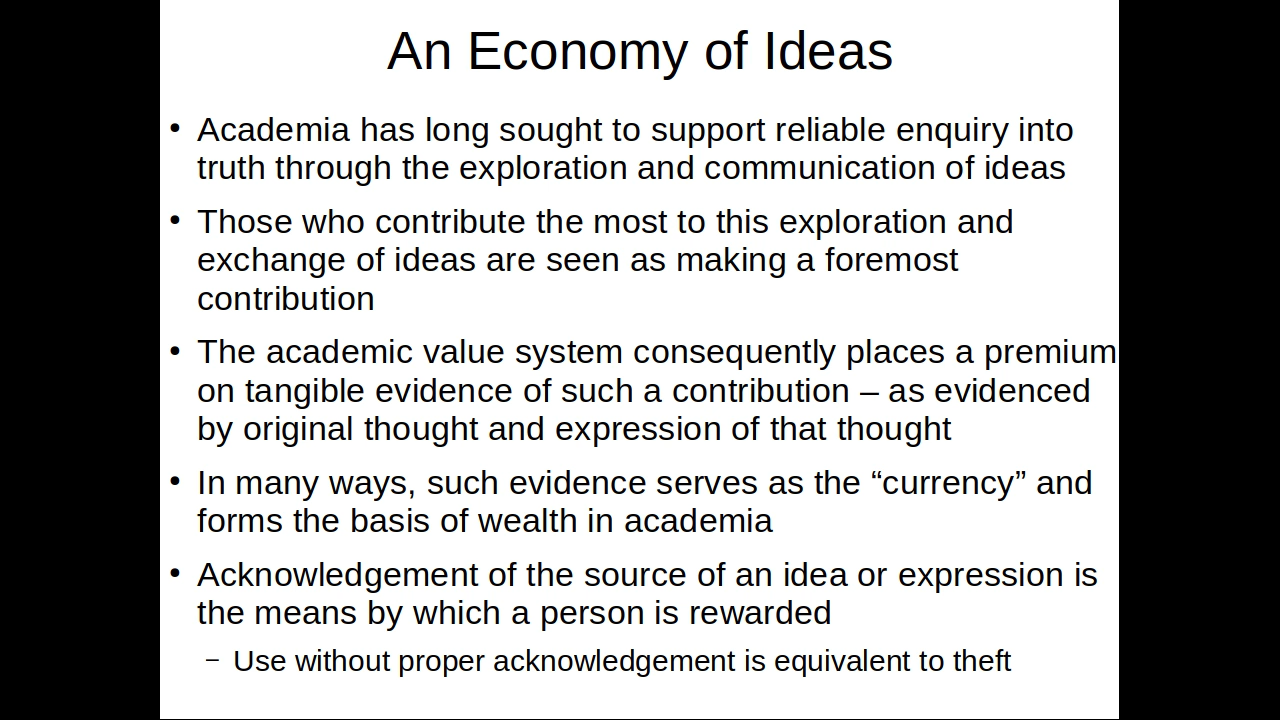 An Economy of Ideas
• Academia has long sought to support reliable enquiry into
truth through the exploration and communication of ideas
• Those who contribute the most to this exploration and
exchange of ideas are seen as making a foremost
contribution
• The academic value system consequently places a premium
on tangible evidence of such a contribution – as evidenced
by original thought and expression of that thought
• In many ways, such evidence serves as the “currency” and
forms the basis of wealth in academia
• Acknowledgement of the source of an idea or expression is
the means by which a person is rewarded
– Use without proper acknowledgement is equivalent to theft